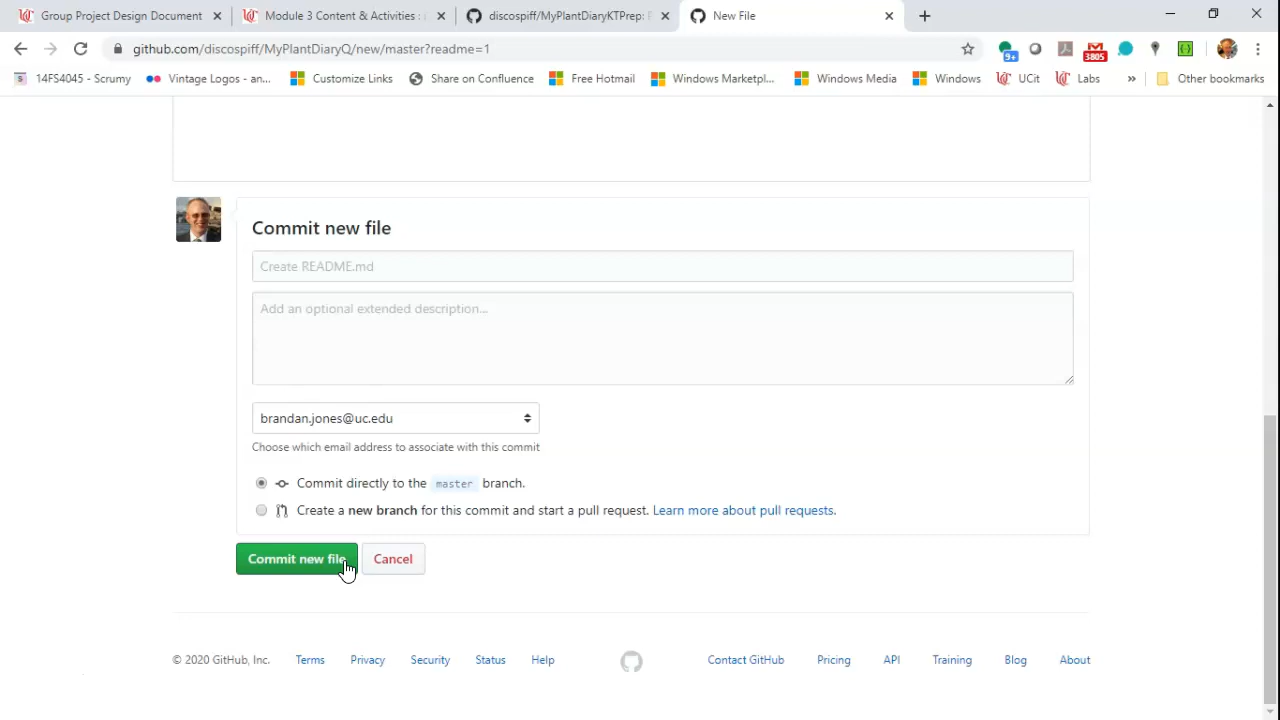 Group Project Design Document
Module 3 Content & Activities :
discospiff/MyPlantDiaryKTPrep:
New File
github.com/discospiff/MyPlantDiaryQ/new/master?readme=1
9+
3805
14FS4045 - Scrumy
Vintage Logos - an...
Customize Links
Share on Confluence
Free Hotmail
Windows Marketpl...
Windows Media
Windows
UCit
Labs
»
Other bookmarks
Commit new file
Create README.md
Add an optional extended description...
brandan.jones@uc.edu
Choose which email address to associate with this commit
Commit directly to the master branch.
Create a new branch for this commit and start a pull request. Learn more about pull requests.
Commit new file
Cancel
© 2020 GitHub, Inc.
Terms
Privacy
Security
Status
Help
Contact GitHub
Pricing
API
Training
Blog
About